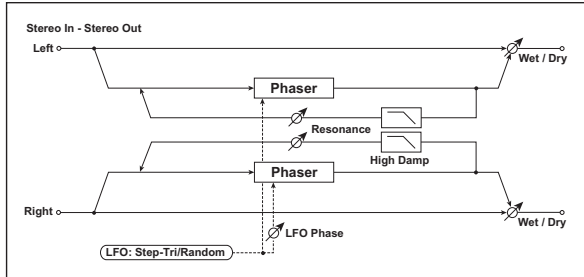 Stereo In - Stereo Out
Left
Wet / Dry
Phaser
Resonance
High Damp
Phaser
Right
Wet / Dry
LFO Phase
LFO: Step-Tri/Random